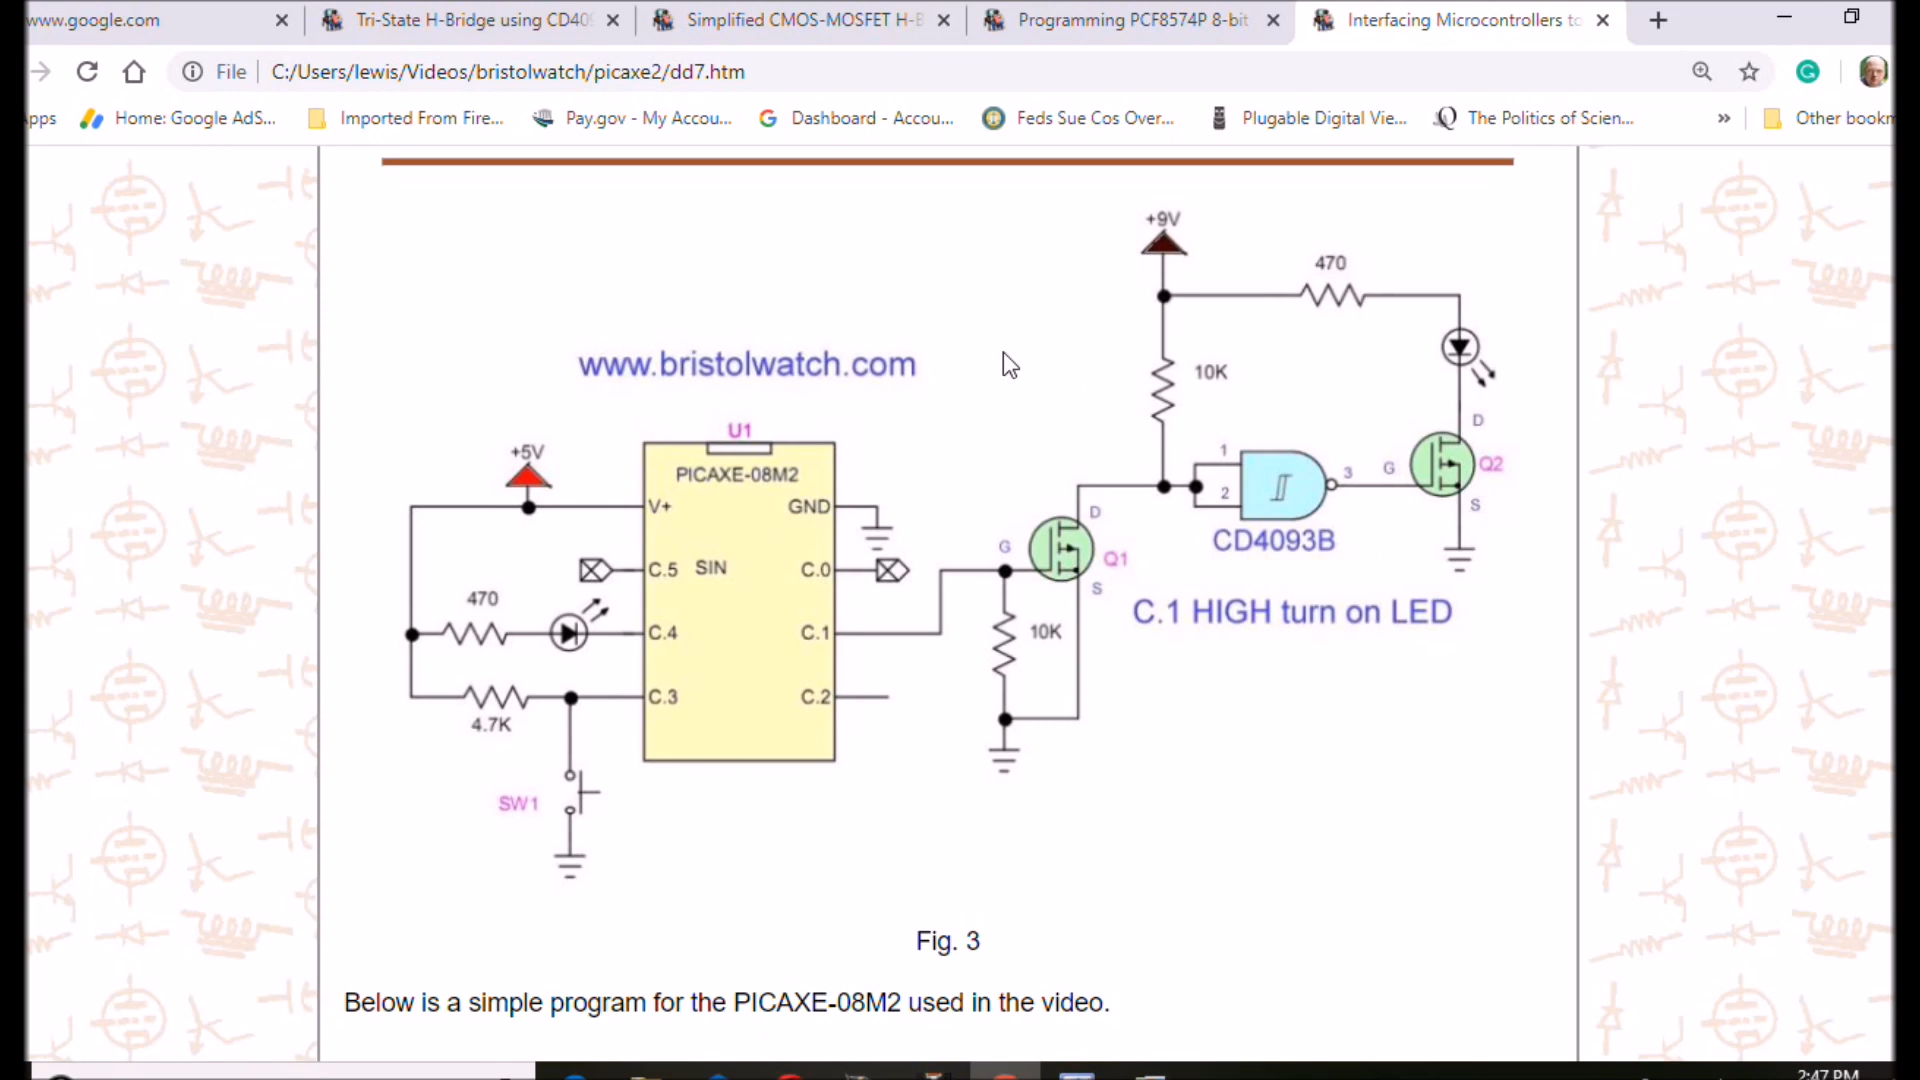 www.google.com Tri-State H-Bridge using CD40 Simplified CMOS-MOSFET H-B Programming PCF8574P 8-bit Interfacing Microcontrollers to
File C:/Users/lewis/Videos/bristolwatch/picaxe2/dd7.htm
Apps Home: Google AdS... Imported From Fire... Pay.gov - My Accou... Dashboard - Accou... Feds Sue Cos Over... Plugable Digital Vie... The Politics of Scien... » Other bookm
+9V
470
www.bristolwatch.com
10K
D
U1
+5V
PICAXE-08M2
1
G 3
Q2
2
V+ GND
S
D
CD4093B
G
Q1
C.5 SIN C.0
S
470
C.1 HIGH turn on LED
C.4 C.1
10K
C.3 C.2
4.7K
SW1
Fig. 3
Below is a simple program for the PICAXE-08M2 used in the video.
2:47 PM